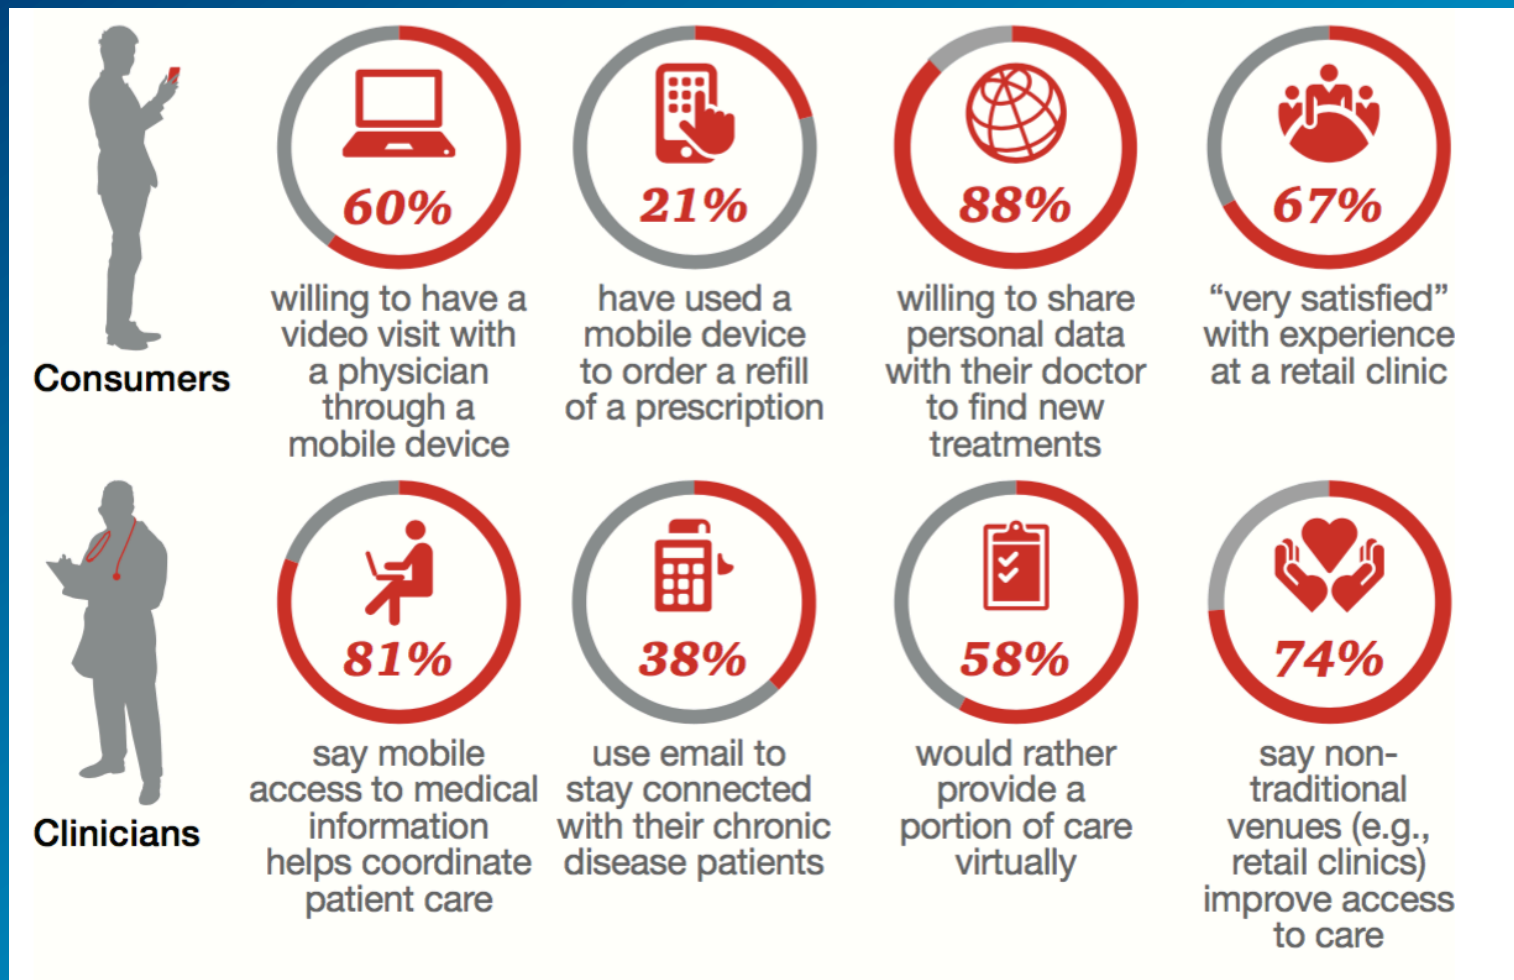 60%
willing to have a
video visit with
a physician
through a
mobile device
21%
have used a
mobile device
to order a refill
of a prescription
88%
willing to share
personal data
with their doctor
to find new
treatments
67%
“very satisfied”
with experience
at a retail clinic
Consumers
81%
say mobile
access to medical
information
helps coordinate
patient care
38%
use email to
stay connected
with their chronic
disease patients
58%
would rather
provide a
portion of care
virtually
74%
say non-
traditional
venues (e.g.,
retail clinics)
improve access
to care
Clinicians